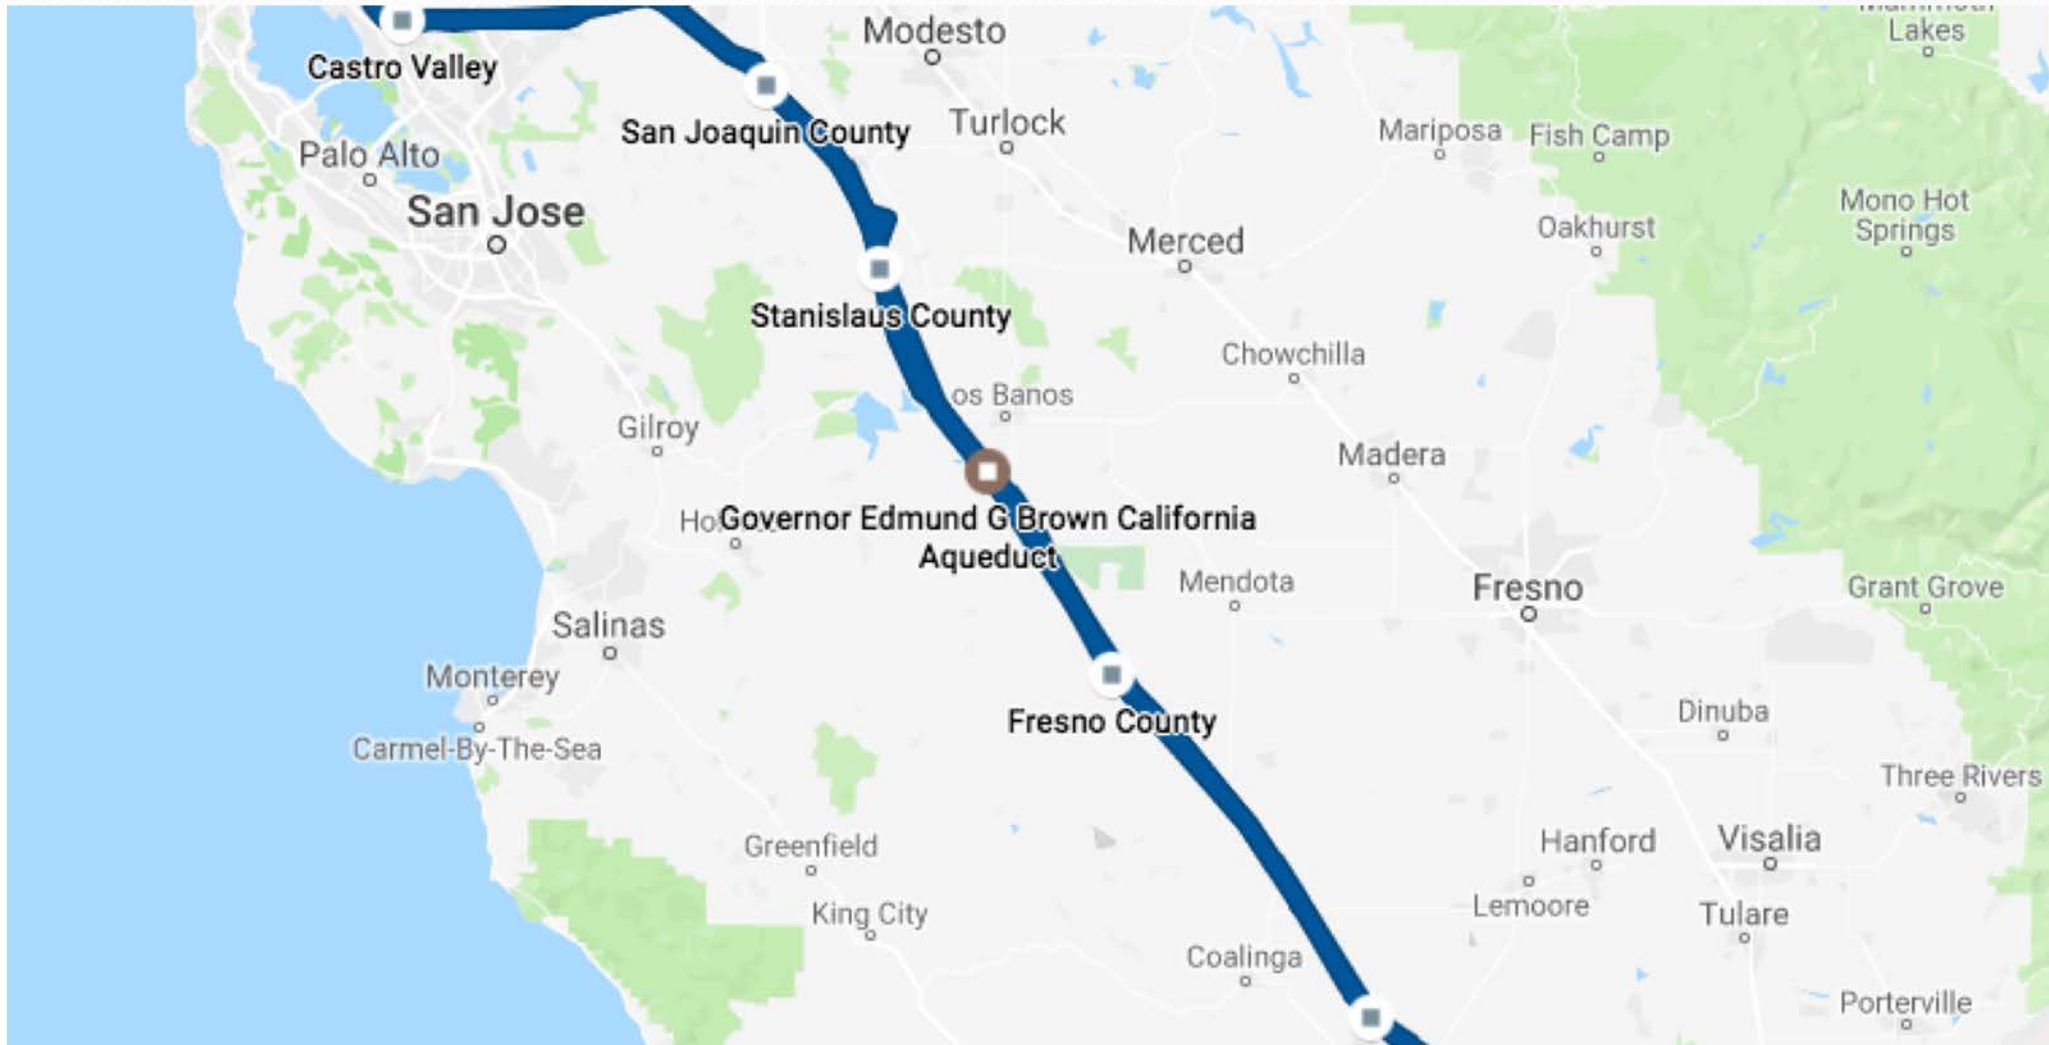 Lakes
Modesto
Castro Valley
San Joaquin County
Turlock
Mariposa
Fish Camp
Palo Alto
San Jose
Mono Hot
Springs
Oakhurst
Merced
Stanislaus County
Chowchilla
os Banos
Gilroy
Madera
Governor Edmund G Brown California
Aqueduct
Mendota
Fresno
Grant Grove
Salinas
Monterey
Fresno County
Dinuba
Carmel-By-The-Sea
Three Rivers
Greenfield
Hanford
Visalia
King City
Lemoore
Tulare
Coalinga
Porterville